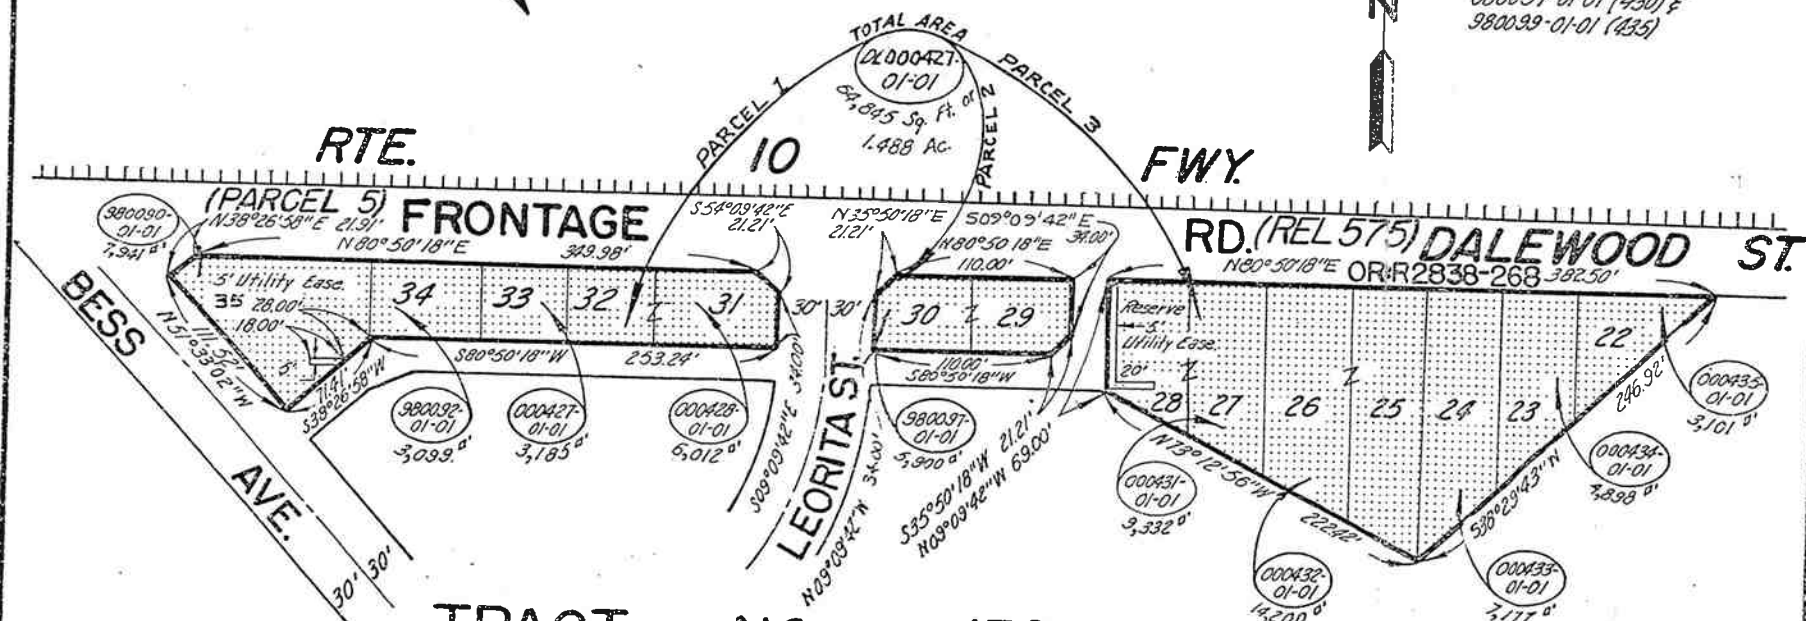 980099-01-01 (435)
N
TOTAL AREA
DL000427-
01-01
64,845 Sq. Ft. or
1.488 Ac.
PARCEL 1
PARCEL 2
PARCEL 3
RTE. 10 FWY.
(PARCEL 5) FRONTAGE RD. (REL 575) DALEWOOD ST.
OR:R2838-268
980090-
01-01
7,941 □'
N38°26'58"E 21.91'
N80°50'18"E 349.98'
S54°09'42"E
21.21'
N35°50'18"E
21.21'
S09°09'42"E
34.00'
N80°50'18"E
110.00'
N80°50'18"E 382.50'
5' Utility Ease.
35 28.00'
18.00'
5'
34 33 32 Z 31
30' 30'
30 Z 29
Reserve
5'
Utility Ease.
20'
Z Z
28 27 26 25 24 23 22
N51°33'02"W
111.52'
71.41'
S38°26'58"W
S80°50'18"W 253.24'
S09°09'42"E 34.00'
110.00'
S80°50'18"W
N09°09'42"W 34.00'
S35°50'18"W 21.21'
N09°09'42"W 69.00'
N73°12'56"W
222.42'
S38°29'43"W
246.92'
BESS AVE.
30' 30'
LEORITA ST.
980092-
01-01
3,099. □'
000427-
01-01
3,185 □'
000428-
01-01
6,012 □'
980097-
01-01
5,900 □'
000431-
01-01
9,332 □'
000432-
01-01
000433-
01-01
000434-
01-01
4,898 □'
000435-
01-01
3,101 □'
TRACT NO.